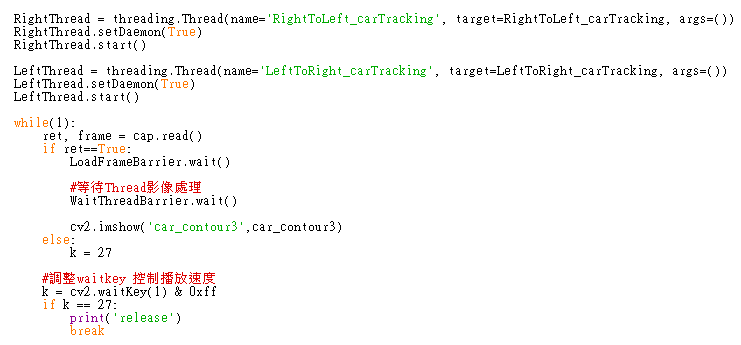 RightThread = threading.Thread(name='RightToLeft_carTracking', target=RightToLeft_carTracking, args=())
RightThread.setDaemon(True)
RightThread.start()

LeftThread = threading.Thread(name='LeftToRight_carTracking', target=LeftToRight_carTracking, args=())
LeftThread.setDaemon(True)
LeftThread.start()

while(1):
    ret, frame = cap.read()
    if ret==True:
        LoadFrameBarrier.wait()

        #等待Thread影像處理
        WaitThreadBarrier.wait()

        cv2.imshow('car_contour3',car_contour3)
    else:
        k = 27

    #調整waitkey 控制播放速度
    k = cv2.waitKey(1) & 0xff
    if k == 27:
        print('release')
        break